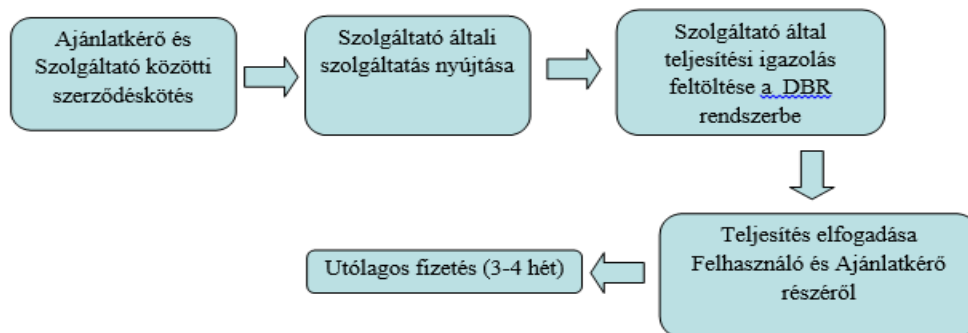 Ajánlatkérő és
Szolgáltató közötti
szerződéskötés
Szolgáltató általi
szolgáltatás nyújtása
Szolgáltató által
teljesítési igazolás
feltöltése a DBR
rendszerbe
Teljesítés elfogadása
Felhasználó és Ajánlatkérő
részéről
Utólagos fizetés (3-4 hét)